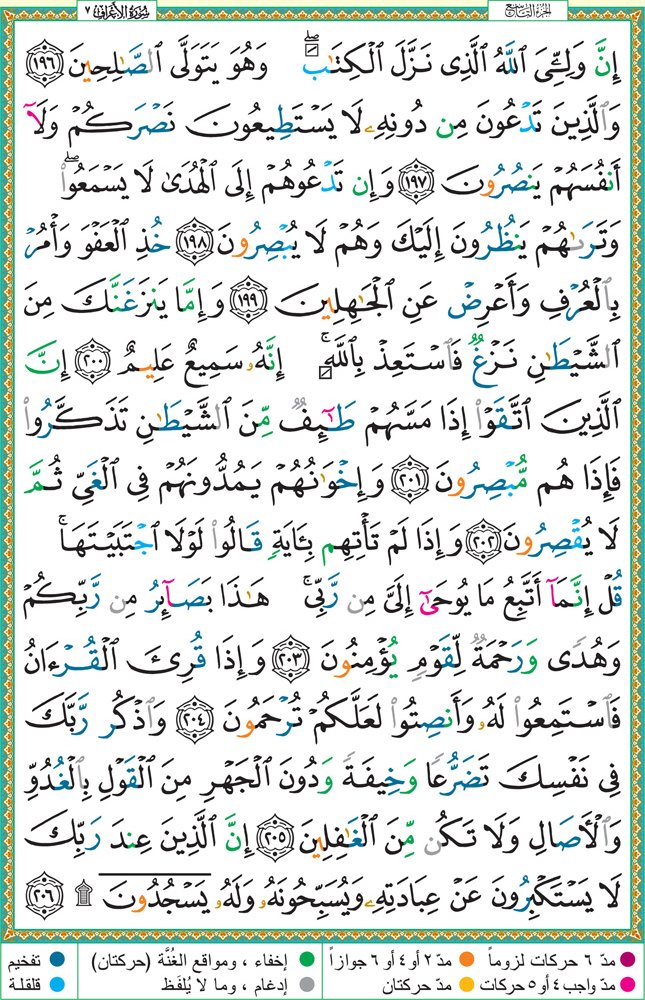 الجزء التاسع
سورة الأعراف ٧
إِنَّ وَلِـِّۧىَ ٱللَّهُ ٱلَّذِى نَزَّلَ ٱلْكِتَـٰبَ ۖ وَهُوَ يَتَوَلَّى ٱلصَّـٰلِحِينَ ١٩٦
وَٱلَّذِينَ تَدْعُونَ مِن دُونِهِۦ لَا يَسْتَطِيعُونَ نَصْرَكُمْ وَلَآ
أَنفُسَهُمْ يَنصُرُونَ ١٩٧ وَإِن تَدْعُوهُمْ إِلَى ٱلْهُدَىٰ لَا يَسْمَعُوا۟ ۖ
وَتَرَىٰهُمْ يَنظُرُونَ إِلَيْكَ وَهُمْ لَا يُبْصِرُونَ ١٩٨ خُذِ ٱلْعَفْوَ وَأْمُرْ
بِٱلْعُرْفِ وَأَعْرِضْ عَنِ ٱلْجَـٰهِلِينَ ١٩٩ وَإِمَّا يَنزَغَنَّكَ مِنَ
ٱلشَّيْطَـٰنِ نَزْغٌ فَٱسْتَعِذْ بِٱللَّهِ ۚ إِنَّهُۥ سَمِيعٌ عَلِيمٌ ٢٠٠ إِنَّ
ٱلَّذِينَ ٱتَّقَوْا۟ إِذَا مَسَّهُمْ طَـٰٓئِفٌ مِّنَ ٱلشَّيْطَـٰنِ تَذَكَّرُوا۟
فَإِذَا هُم مُّبْصِرُونَ ٢٠١ وَإِخْوَٰنُهُمْ يَمُدُّونَهُمْ فِى ٱلْغَىِّ ثُمَّ
لَا يُقْصِرُونَ ٢٠٢ وَإِذَا لَمْ تَأْتِهِم بِـَٔايَةٍ قَالُوا۟ لَوْلَا ٱجْتَبَيْتَهَا ۚ
قُلْ إِنَّمَآ أَتَّبِعُ مَا يُوحَىٰٓ إِلَىَّ مِن رَّبِّى ۚ هَـٰذَا بَصَآئِرُ مِن رَّبِّكُمْ
وَهُدًى وَرَحْمَةٌ لِّقَوْمٍ يُؤْمِنُونَ ٢٠٣ وَإِذَا قُرِئَ ٱلْقُرْءَانُ
فَٱسْتَمِعُوا۟ لَهُۥ وَأَنصِتُوا۟ لَعَلَّكُمْ تُرْحَمُونَ ٢٠٤ وَٱذْكُر رَّبَّكَ
فِى نَفْسِكَ تَضَرُّعًا وَخِيفَةً وَدُونَ ٱلْجَهْرِ مِنَ ٱلْقَوْلِ بِٱلْغُدُوِّ
وَٱلْـَٔاصَالِ وَلَا تَكُن مِّنَ ٱلْغَـٰفِلِينَ ٢٠٥ إِنَّ ٱلَّذِينَ عِندَ رَبِّكَ
لَا يَسْتَكْبِرُونَ عَنْ عِبَادَتِهِۦ وَيُسَبِّحُونَهُۥ وَلَهُۥ يَسْجُدُونَ ۩ ٢٠٦
مدّ ٦ حركات لزوماً مدّ ٢ أو ٤ أو ٦ جوازاً إخفاء ، ومواقع الغُنَّة (حركتان) تفخيم
مدّ واجب ٤ أو ٥ حركات مدّ حركتان إدغام ، وما لا يُلفَظ قلقلة